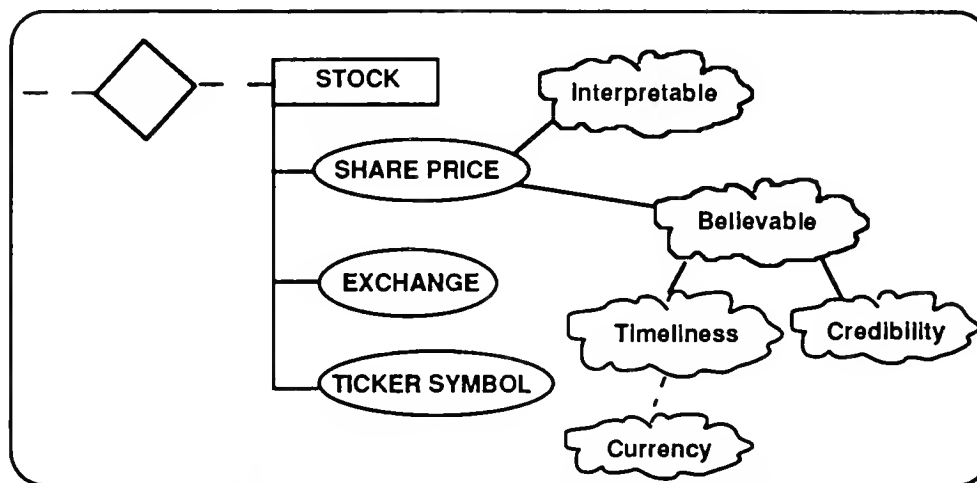 STOCK
Interpretable
SHARE PRICE
Believable
EXCHANGE
Timeliness
Credibility
TICKER SYMBOL
Currency